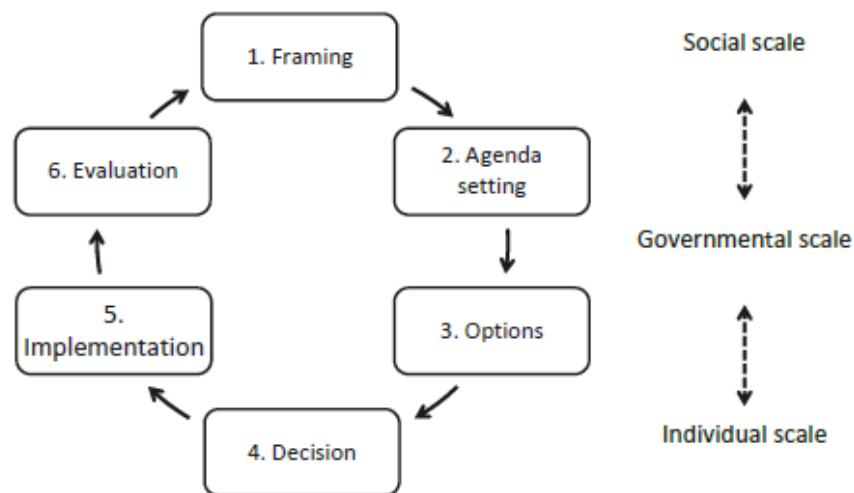 1. Framing
Social scale
6. Evaluation
2. Agenda
setting
Governmental scale
5.
Implementation
3. Options
4. Decision
Individual scale